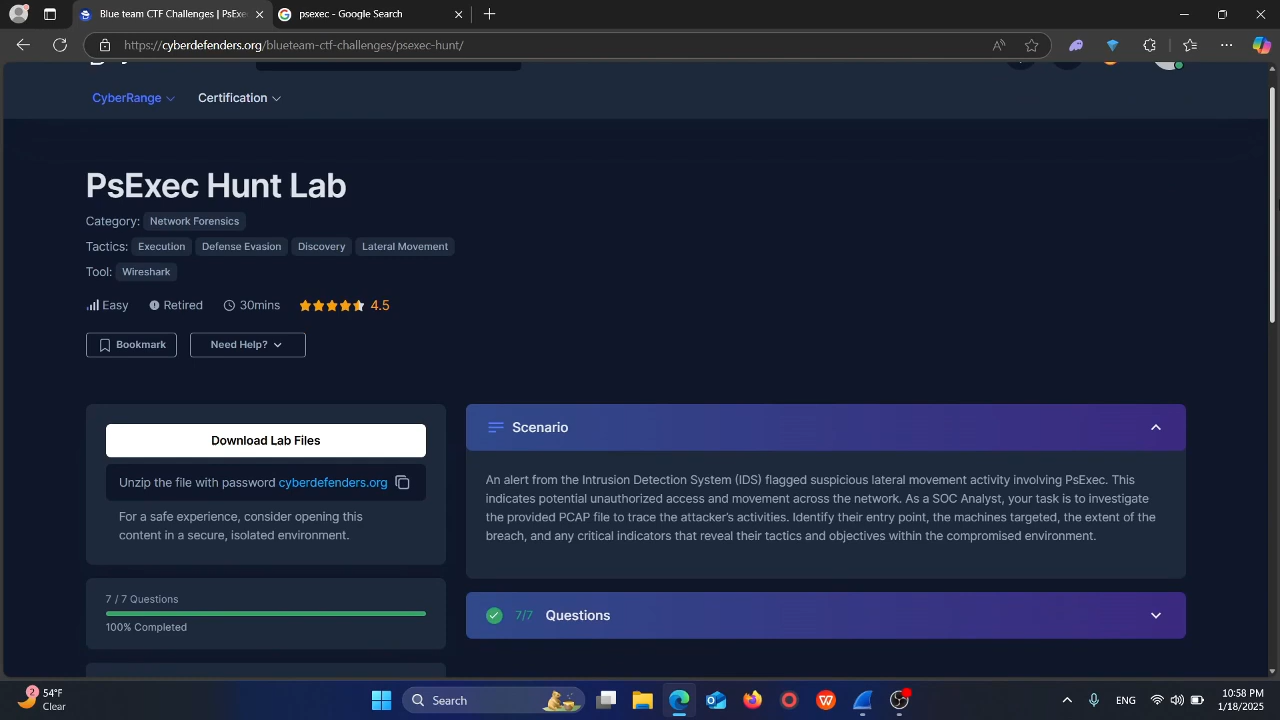 Blue team CTF Challenges | PsExe
psexec - Google Search
https://cyberdefenders.org/blueteam-ctf-challenges/psexec-hunt/
CyberRange
Certification
PsExec Hunt Lab
Category: Network Forensics
Tactics: Execution Defense Evasion Discovery Lateral Movement
Tool: Wireshark
Easy Retired 30mins 4.5
Bookmark
Need Help?
Download Lab Files
Unzip the file with password cyberdefenders.org
For a safe experience, consider opening this
content in a secure, isolated environment.
7 / 7 Questions
100% Completed
Scenario
An alert from the Intrusion Detection System (IDS) flagged suspicious lateral movement activity involving PsExec. This
indicates potential unauthorized access and movement across the network. As a SOC Analyst, your task is to investigate
the provided PCAP file to trace the attacker's activities. Identify their entry point, the machines targeted, the extent of the
breach, and any critical indicators that reveal their tactics and objectives within the compromised environment.
7/7 Questions
2
54°F
Clear
Search
ENG
10:58 PM
1/18/2025